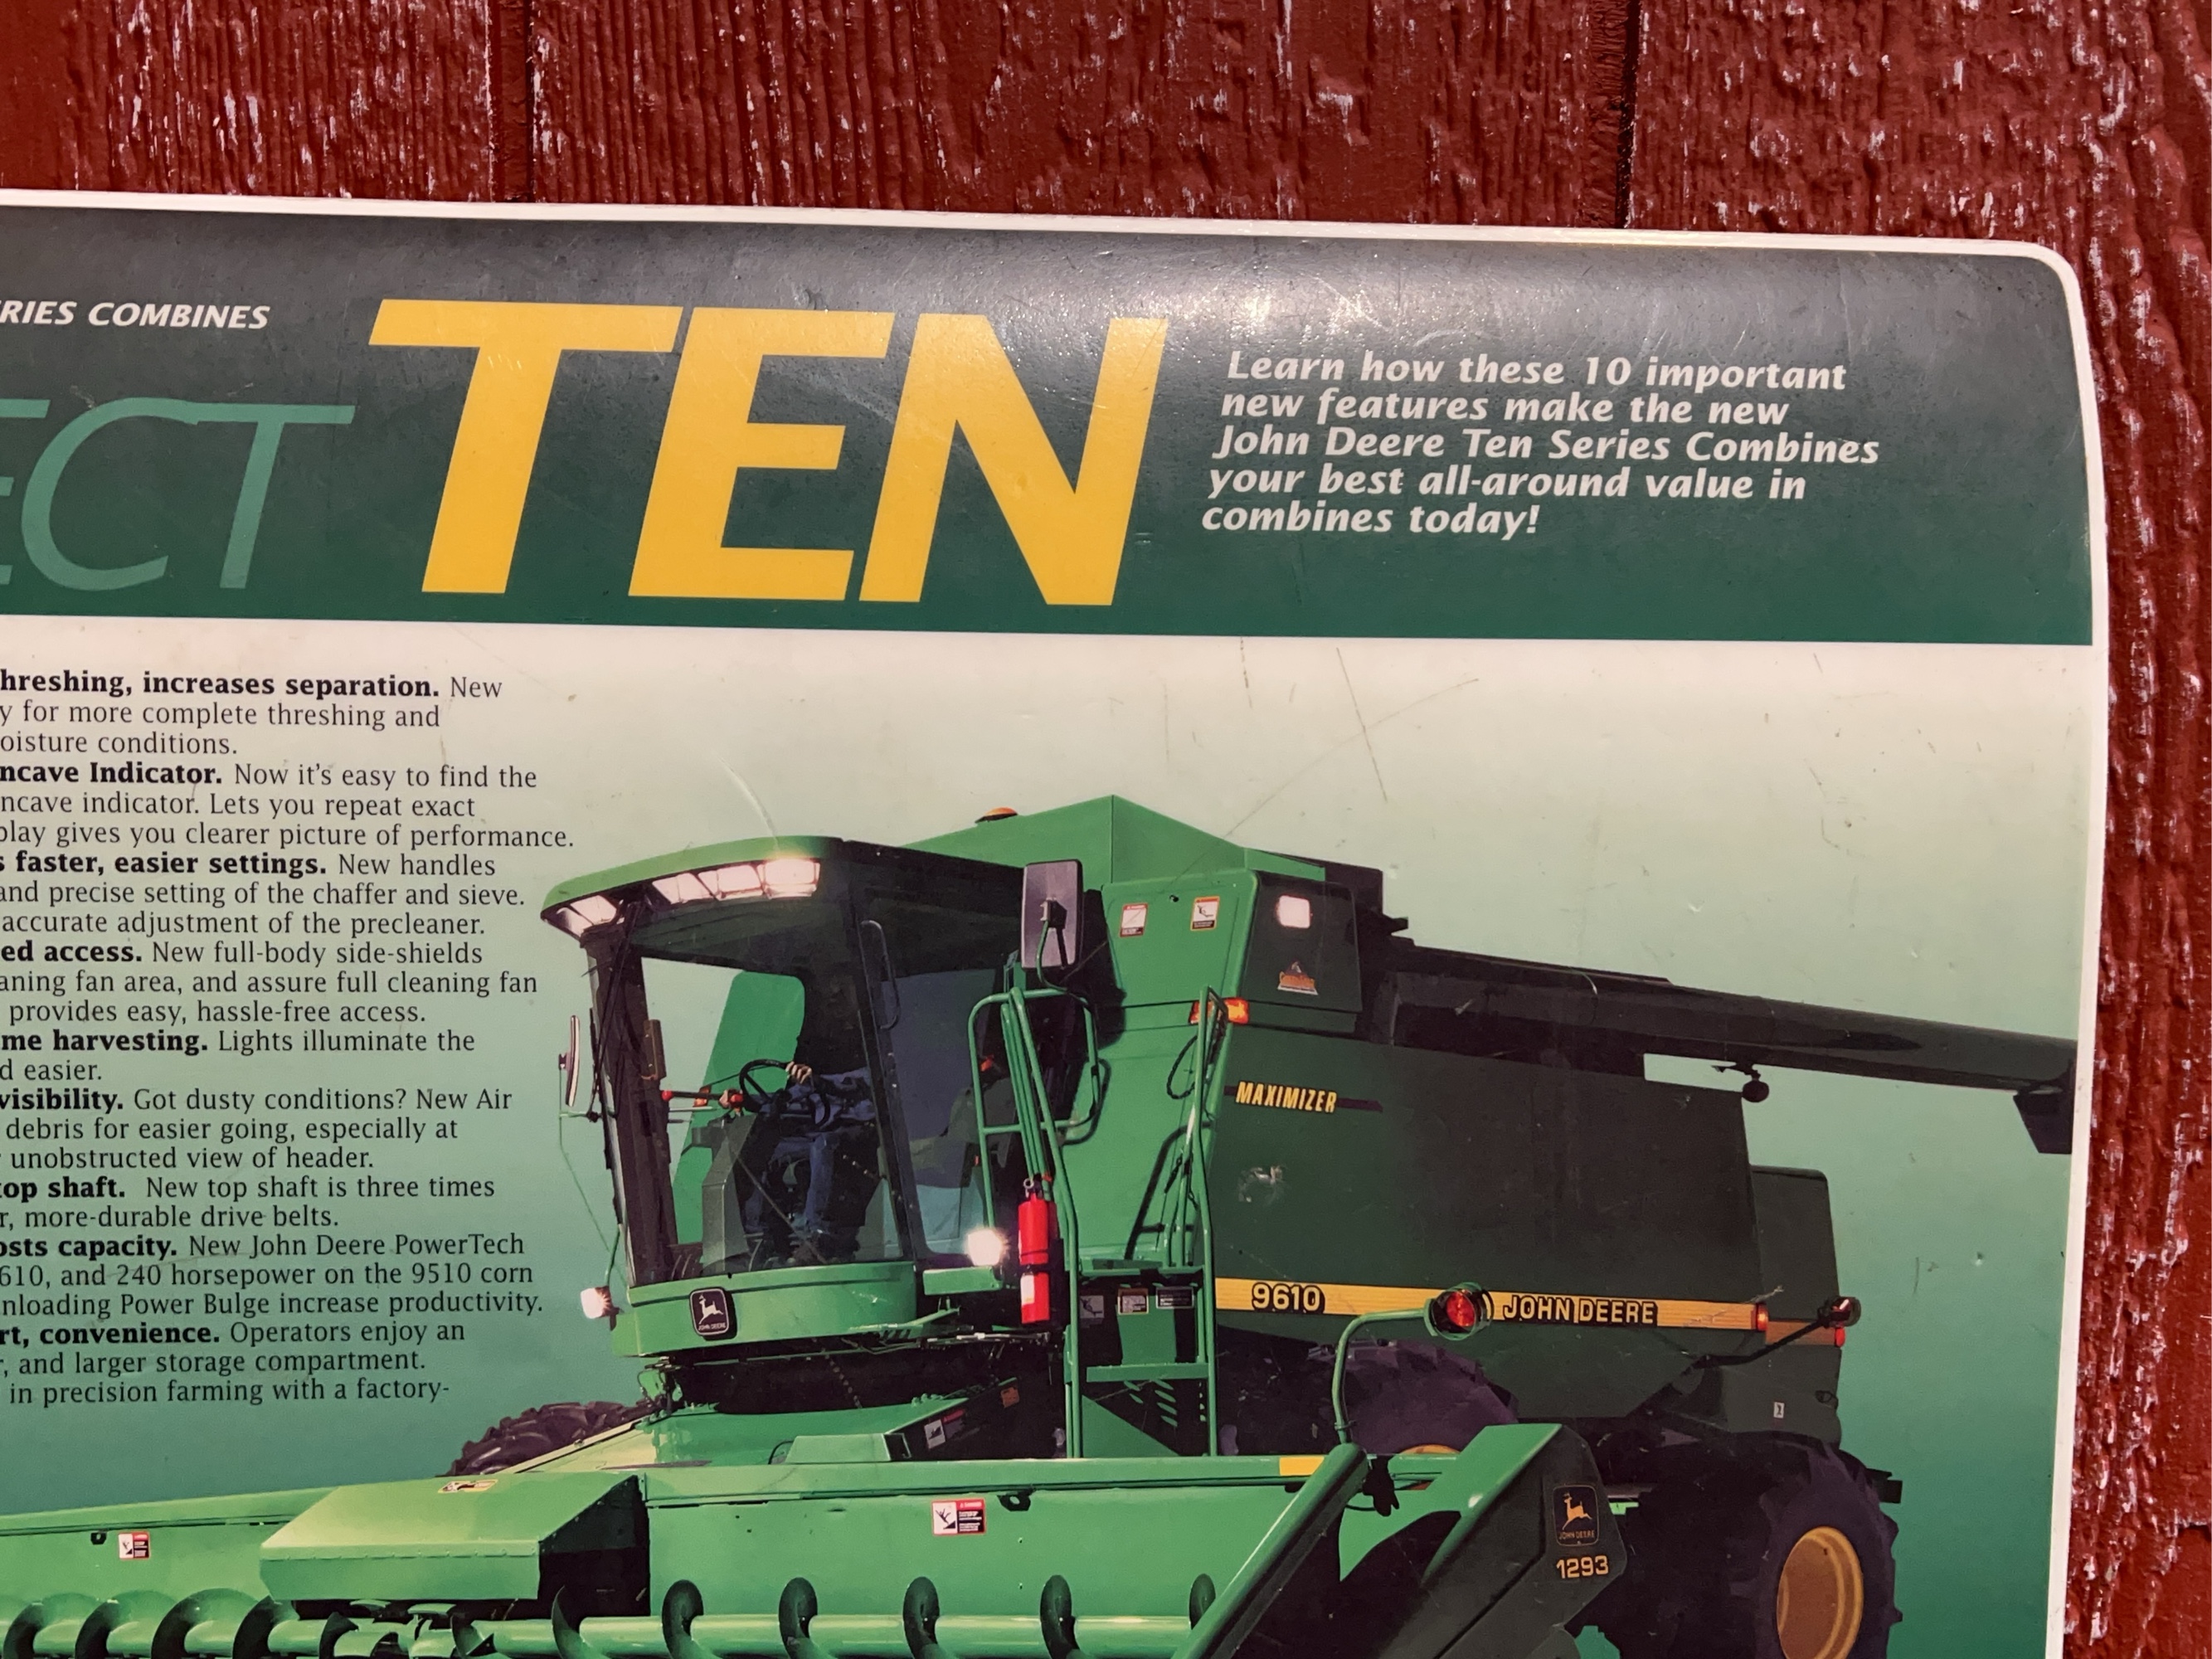 RIES COMBINES
ECT TEN
Learn how these 10 important
new features make the new
John Deere Ten Series Combines
your best all-around value in
combines today!
hreshing, increases separation. New
y for more complete threshing and
oisture conditions.
ncave Indicator. Now it's easy to find the
ncave indicator. Lets you repeat exact
play gives you clearer picture of performance.
s faster, easier settings. New handles
and precise setting of the chaffer and sieve.
accurate adjustment of the precleaner.
ed access. New full-body side-shields
aning fan area, and assure full cleaning fan
provides easy, hassle-free access.
me harvesting. Lights illuminate the
d easier.
visibility. Got dusty conditions? New Air
debris for easier going, especially at
unobstructed view of header.
top shaft. New top shaft is three times
r, more-durable drive belts.
osts capacity. New John Deere PowerTech
610, and 240 horsepower on the 9510 corn
nloading Power Bulge increase productivity.
rt, convenience. Operators enjoy an
r, and larger storage compartment.
in precision farming with a factory-
MAXIMIZER
9610 JOHN DEERE
JOHN DEERE
JOHN DEERE
1293